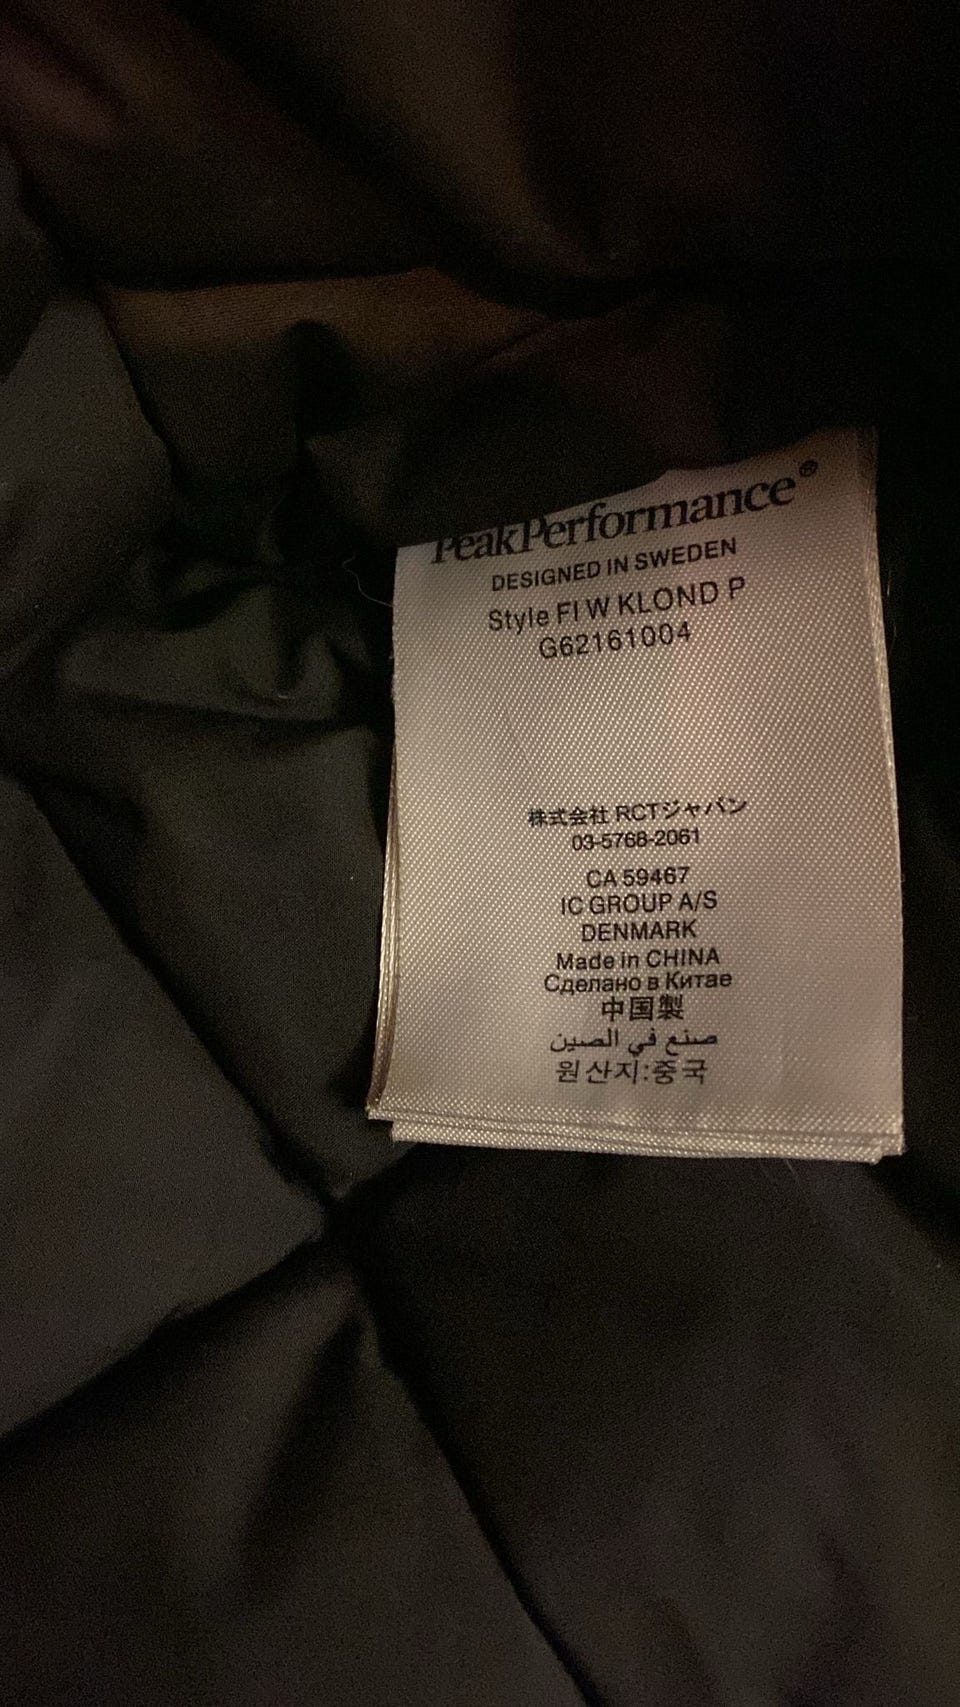 PeakPerformance®
DESIGNED IN SWEDEN
Style FI W KLOND P
G62161004
株式会社 RCTジャパン
03-5768-2061
CA 59467
IC GROUP A/S
DENMARK
Made in CHINA
Сделано в Китае
中国製
صنع في الصين
원산지:중국